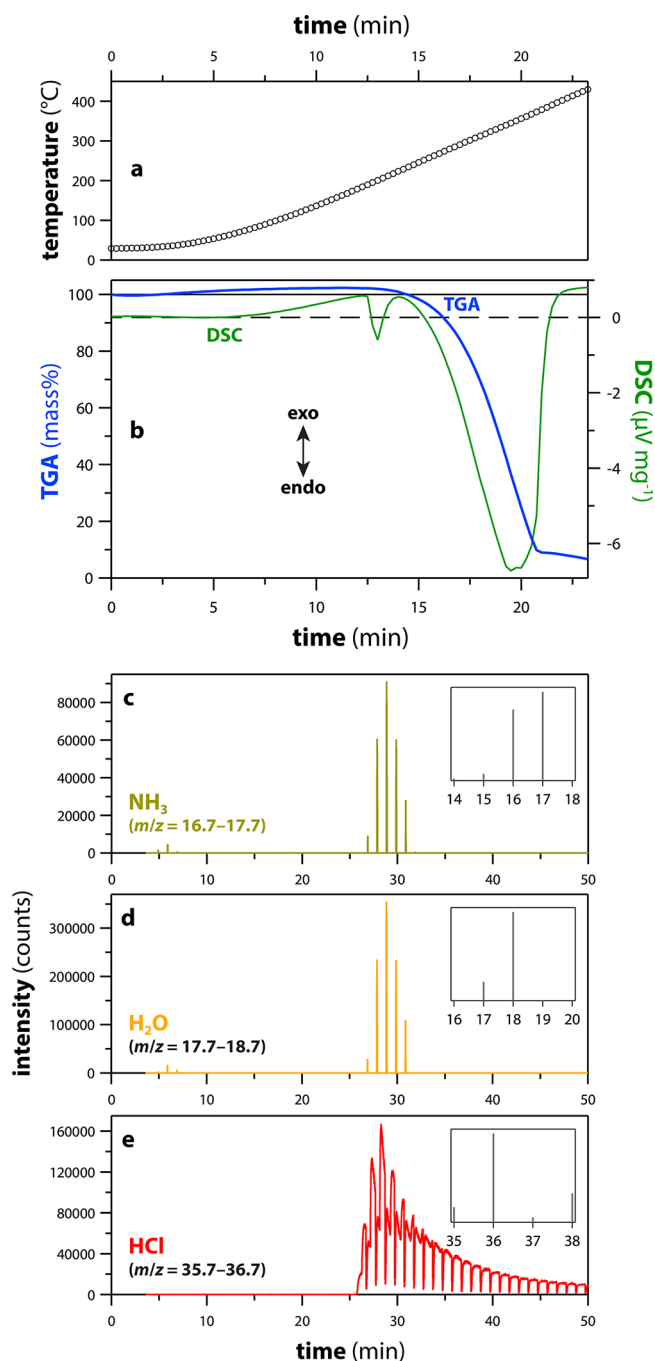 time (min)
0 5 10 15 20
temperature (°C)
400
300
200
100
0
a
TGA (mass%)
100
80
60
40
20
0
b
DSC
TGA
exo
endo
0
-2
-4
-6
DSC (µV mg⁻¹)
0 5 10 15 20
time (min)
intensity (counts)
c
80000
60000
40000
20000
0
NH₃
(m/z = 16.7–17.7)
14 15 16 17 18
0 10 20 30 40 50
d
300000
200000
100000
0
H₂O
(m/z = 17.7–18.7)
16 17 18 19 20
0 10 20 30 40 50
e
160000
120000
80000
40000
0
HCl
(m/z = 35.7–36.7)
35 36 37 38
0 10 20 30 40 50
time (min)